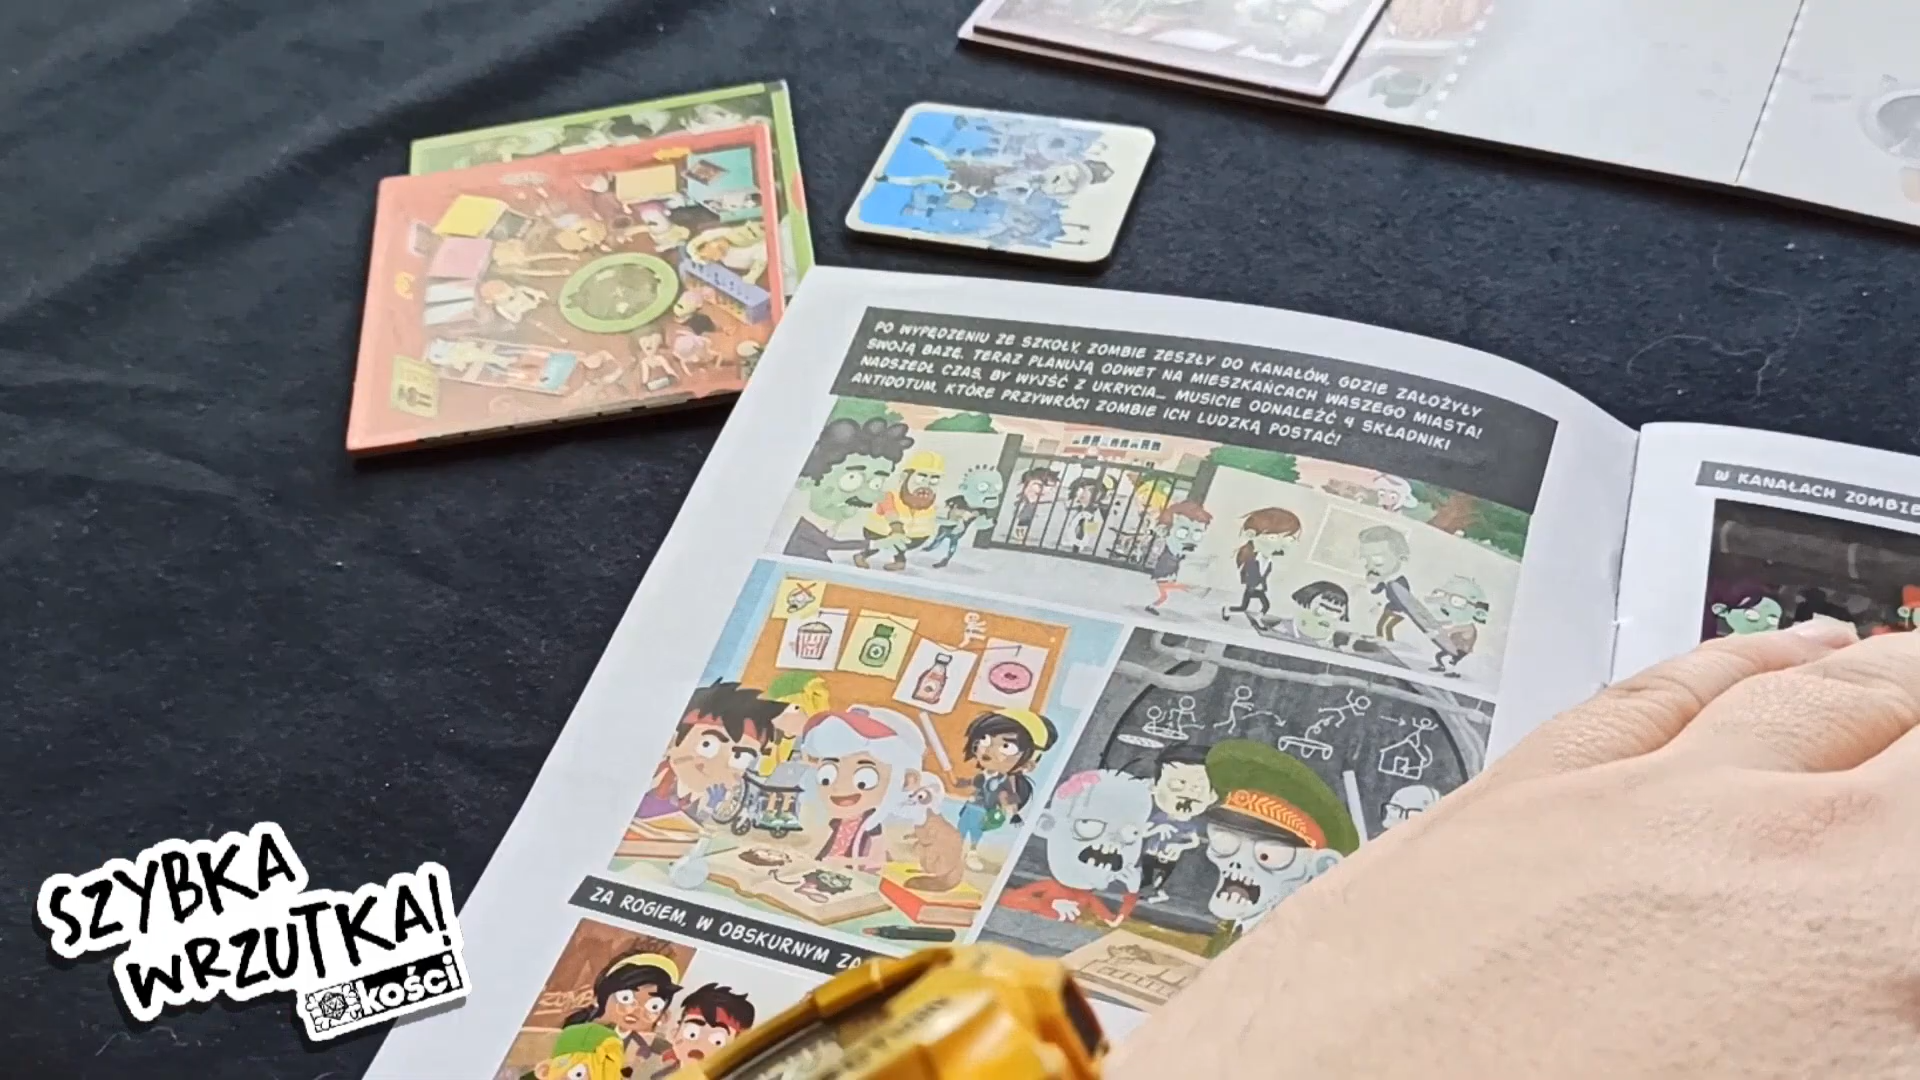 PO WYPĘDZENIU ZE SZKOŁY, ZOMBIE ZESZŁY DO KANAŁÓW, GDZIE ZAŁOŻYŁY
SWOJĄ BAZĘ. TERAZ PLANUJĄ ODWET NA MIESZKAŃCACH WASZEGO MIASTA!
NADSZEDŁ CZAS, BY WYJŚĆ Z UKRYCIA... MUSICIE ODNALEŹĆ 4 SKŁADNIKI
ANTIDOTUM, KTÓRE PRZYWRÓCI ZOMBIE ICH LUDZKĄ POSTAĆ!
W KANAŁACH ZOMBIE
ZA ROGIEM, W OBSKURNYM
SZYBKA
WRZUTKA!
kości